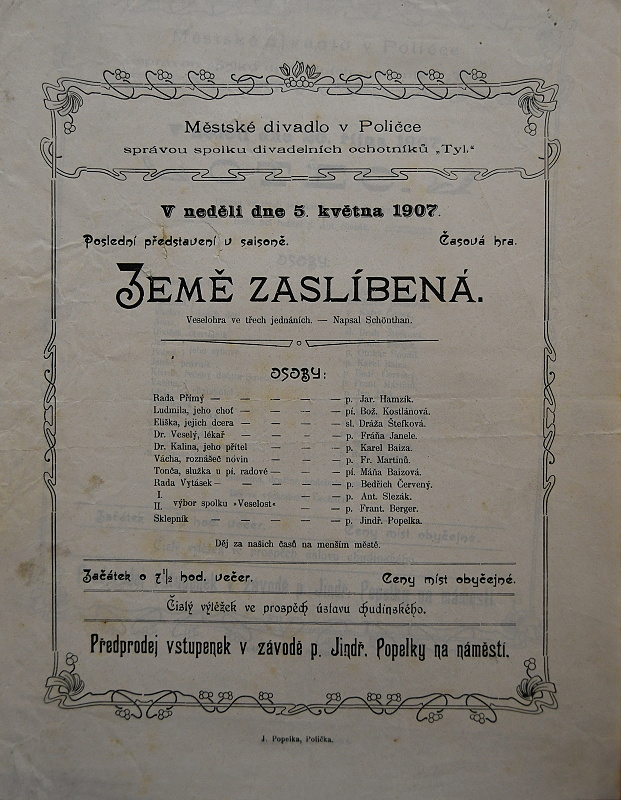 Městské divadlo v Poličce
správou spolku divadelních ochotníků „Tyl.“
V neděli dne 5. května 1907.
Poslední představení v saisoně. Časová hra.
ZEMĚ ZASLÍBENÁ.
Veselohra ve třech jednáních. — Napsal Schönthan.
OSOBY:
Rada Přímý — — — — — p. Jar. Hamzík.
Ludmila, jeho choť — — — — pí. Bož. Kostlánová.
Eliška, jejich dcera — — — — sl. Dráža Štefková.
Dr. Veselý, lékař — — — — p. Fráňa Janele.
Dr. Kalina, jeho přítel — — — p. Karel Baiza.
Vácha, roznášeč novin — — — p. Fr. Martinů.
Tonča, služka u pí. radové — — — pí. Máňa Baizová.
Rada Vytásek — — — — — p. Bedřich Červený.
I. — — p. Ant. Slezák.
II. výbor spolku »Veselost« — — p. Frant. Berger.
Sklepník — — — — — p. Jindř. Popelka.
Děj za našich časů na menším městě.
Začátek o 7½ hod. večer. Ceny míst obyčejné.
Čistý výtěžek ve prospěch ústavu chudinského.
Předprodej vstupenek v závodě p. Jindř. Popelky na náměstí.
J. Popelka, Polička.